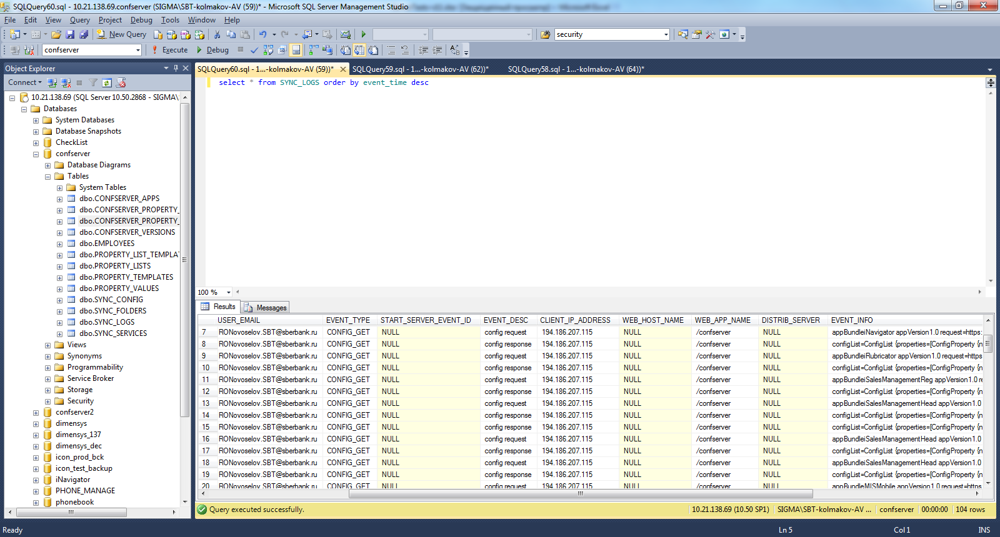 SQLQuery60.sql - 10.21.138.69.confserver (SIGMA\SBT-kolmakov-AV (59))* - Microsoft SQL Server Management Studio
File Edit View Query Project Debug Tools Window Help
New Query security
confserver Execute Debug
Object Explorer
Connect
10.21.138.69 (SQL Server 10.50.2868 - SIGMA\
Databases
System Databases
Database Snapshots
CheckList
confserver
Database Diagrams
Tables
System Tables
dbo.CONFSERVER_APPS
dbo.CONFSERVER_PROPERTY_
dbo.CONFSERVER_PROPERTY_
dbo.CONFSERVER_VERSIONS
dbo.EMPLOYEES
dbo.PROPERTY_LIST_TEMPLA
dbo.PROPERTY_LISTS
dbo.PROPERTY_TEMPLATES
dbo.PROPERTY_VALUES
dbo.SYNC_CONFIG
dbo.SYNC_FOLDERS
dbo.SYNC_LOGS
dbo.SYNC_SERVICES
Views
Synonyms
Programmability
Service Broker
Storage
Security
confserver2
dimensys
dimensys_137
dimensys_dec
icon_prod_bck
icon_test_backup
iNavigator
PHONE_MANAGE
phonebook
SQLQuery60.sql - 1...-kolmakov-AV (59))* SQLQuery59.sql - 1...-kolmakov-AV (62))* SQLQuery58.sql - 1...-kolmakov-AV (64))*
select * from SYNC_LOGS order by event_time desc
100 %
Results Messages
USER_EMAIL EVENT_TYPE START_SERVER_EVENT_ID EVENT_DESC CLIENT_IP_ADDRESS WEB_HOST_NAME WEB_APP_NAME DISTRIB_SERVER EVENT_INFO
7 RONovoselov.SBT@sberbank.ru CONFIG_GET NULL config request 194.186.207.115 NULL /confserver NULL appBundleiNavigator appVersion1.0 request=https:
8 RONovoselov.SBT@sberbank.ru CONFIG_GET NULL config response 194.186.207.115 NULL /confserver NULL configList=ConfigList {properties=[ConfigProperty {n
9 RONovoselov.SBT@sberbank.ru CONFIG_GET NULL config request 194.186.207.115 NULL /confserver NULL appBundleiRubricator appVersion1.0 request=https
10 RONovoselov.SBT@sberbank.ru CONFIG_GET NULL config response 194.186.207.115 NULL /confserver NULL configList=ConfigList {properties=[ConfigProperty {n
11 RONovoselov.SBT@sberbank.ru CONFIG_GET NULL config request 194.186.207.115 NULL /confserver NULL appBundleiSalesManagementReg appVersion1.0 re
12 RONovoselov.SBT@sberbank.ru CONFIG_GET NULL config response 194.186.207.115 NULL /confserver NULL configList=ConfigList {properties=[ConfigProperty {n
13 RONovoselov.SBT@sberbank.ru CONFIG_GET NULL config request 194.186.207.115 NULL /confserver NULL appBundleiSalesManagementHead appVersion1.0
14 RONovoselov.SBT@sberbank.ru CONFIG_GET NULL config response 194.186.207.115 NULL /confserver NULL configList=ConfigList {properties=[ConfigProperty {n
15 RONovoselov.SBT@sberbank.ru CONFIG_GET NULL config response 194.186.207.115 NULL /confserver NULL configList=ConfigList {properties=[ConfigProperty {n
16 RONovoselov.SBT@sberbank.ru CONFIG_GET NULL config request 194.186.207.115 NULL /confserver NULL appBundleiSalesManagementHead appVersion1.0
17 RONovoselov.SBT@sberbank.ru CONFIG_GET NULL config response 194.186.207.115 NULL /confserver NULL configList=ConfigList {properties=[ConfigProperty {n
18 RONovoselov.SBT@sberbank.ru CONFIG_GET NULL config request 194.186.207.115 NULL /confserver NULL appBundleiSalesManagementHead appVersion1.0
19 RONovoselov.SBT@sberbank.ru CONFIG_GET NULL config response 194.186.207.115 NULL /confserver NULL configList=ConfigList {properties=[ConfigProperty {n
20 RONovoselov.SBT@sberbank.ru CONFIG_GET NULL config request 194.186.207.115 NULL /confserver NULL appBundleMISMobile appVersion1.0 request=https
Query executed successfully. 10.21.138.69 (10.50 SP1) SIGMA\SBT-kolmakov-AV ... confserver 00:00:00 104 rows
Ready Ln 5 Col 1 INS